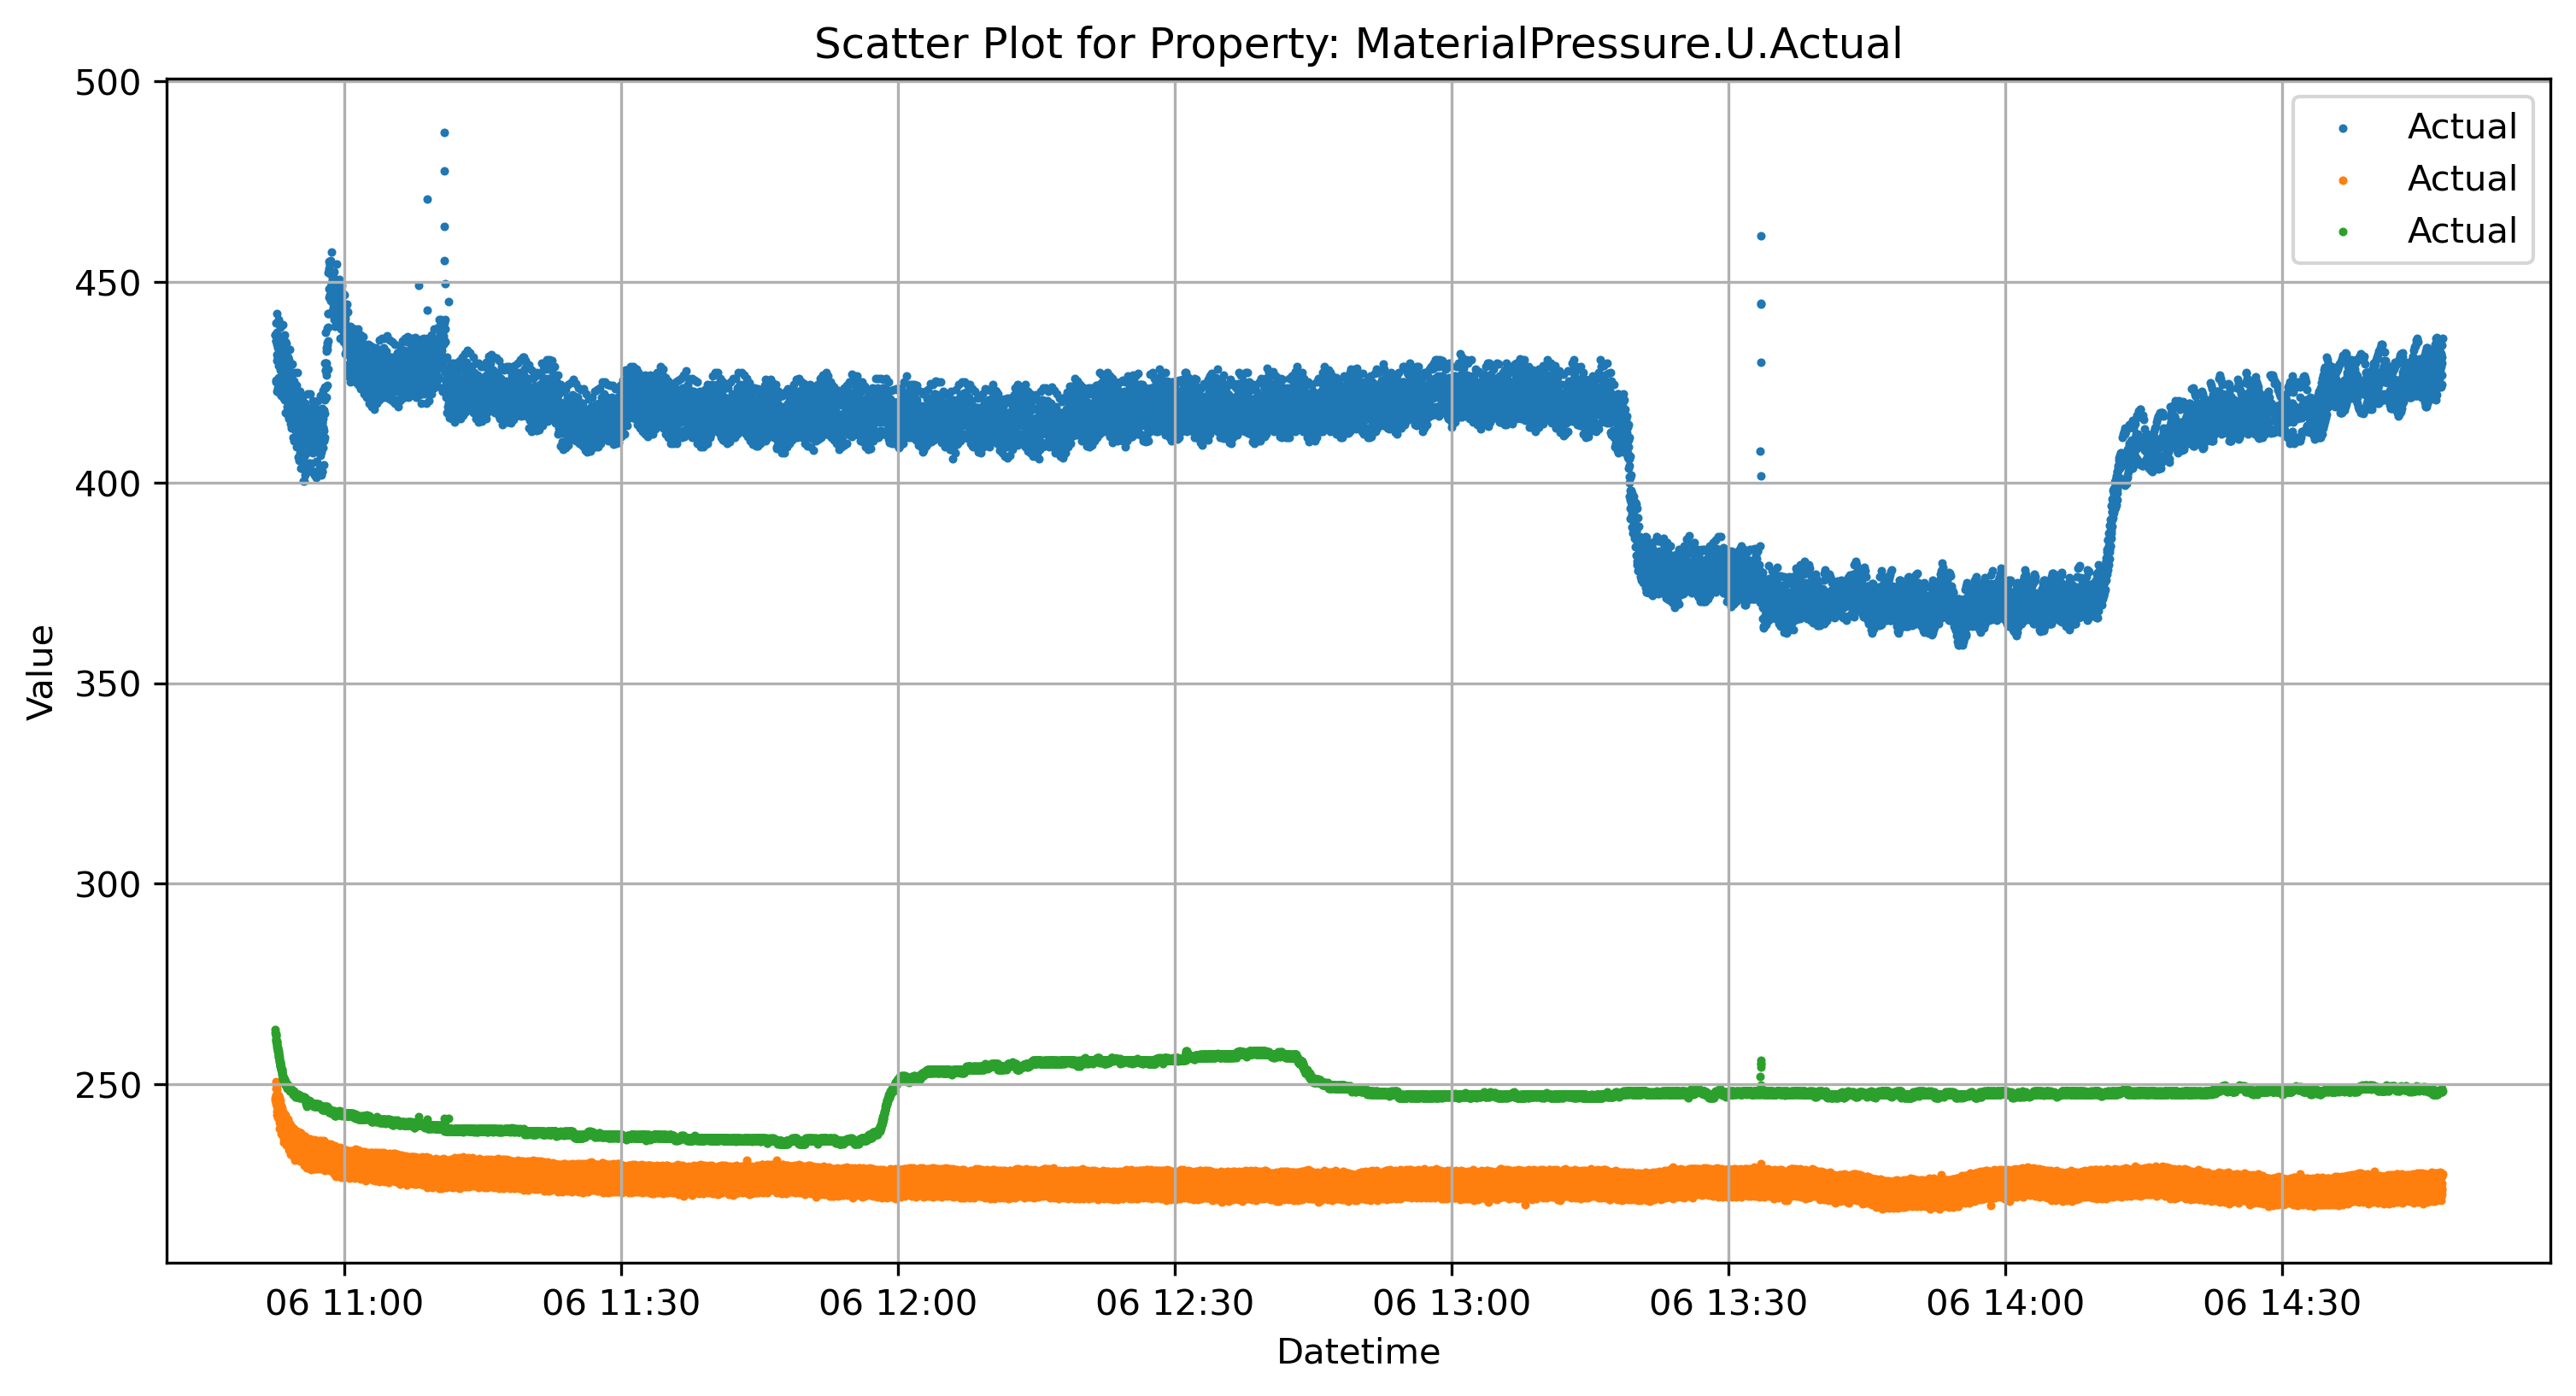 Scatter Plot for Property: MaterialPressure.U.Actual
Actual
Actual
Actual
500
450
400
350
300
250
Value
06 11:00 06 11:30 06 12:00 06 12:30 06 13:00 06 13:30 06 14:00 06 14:30
Datetime